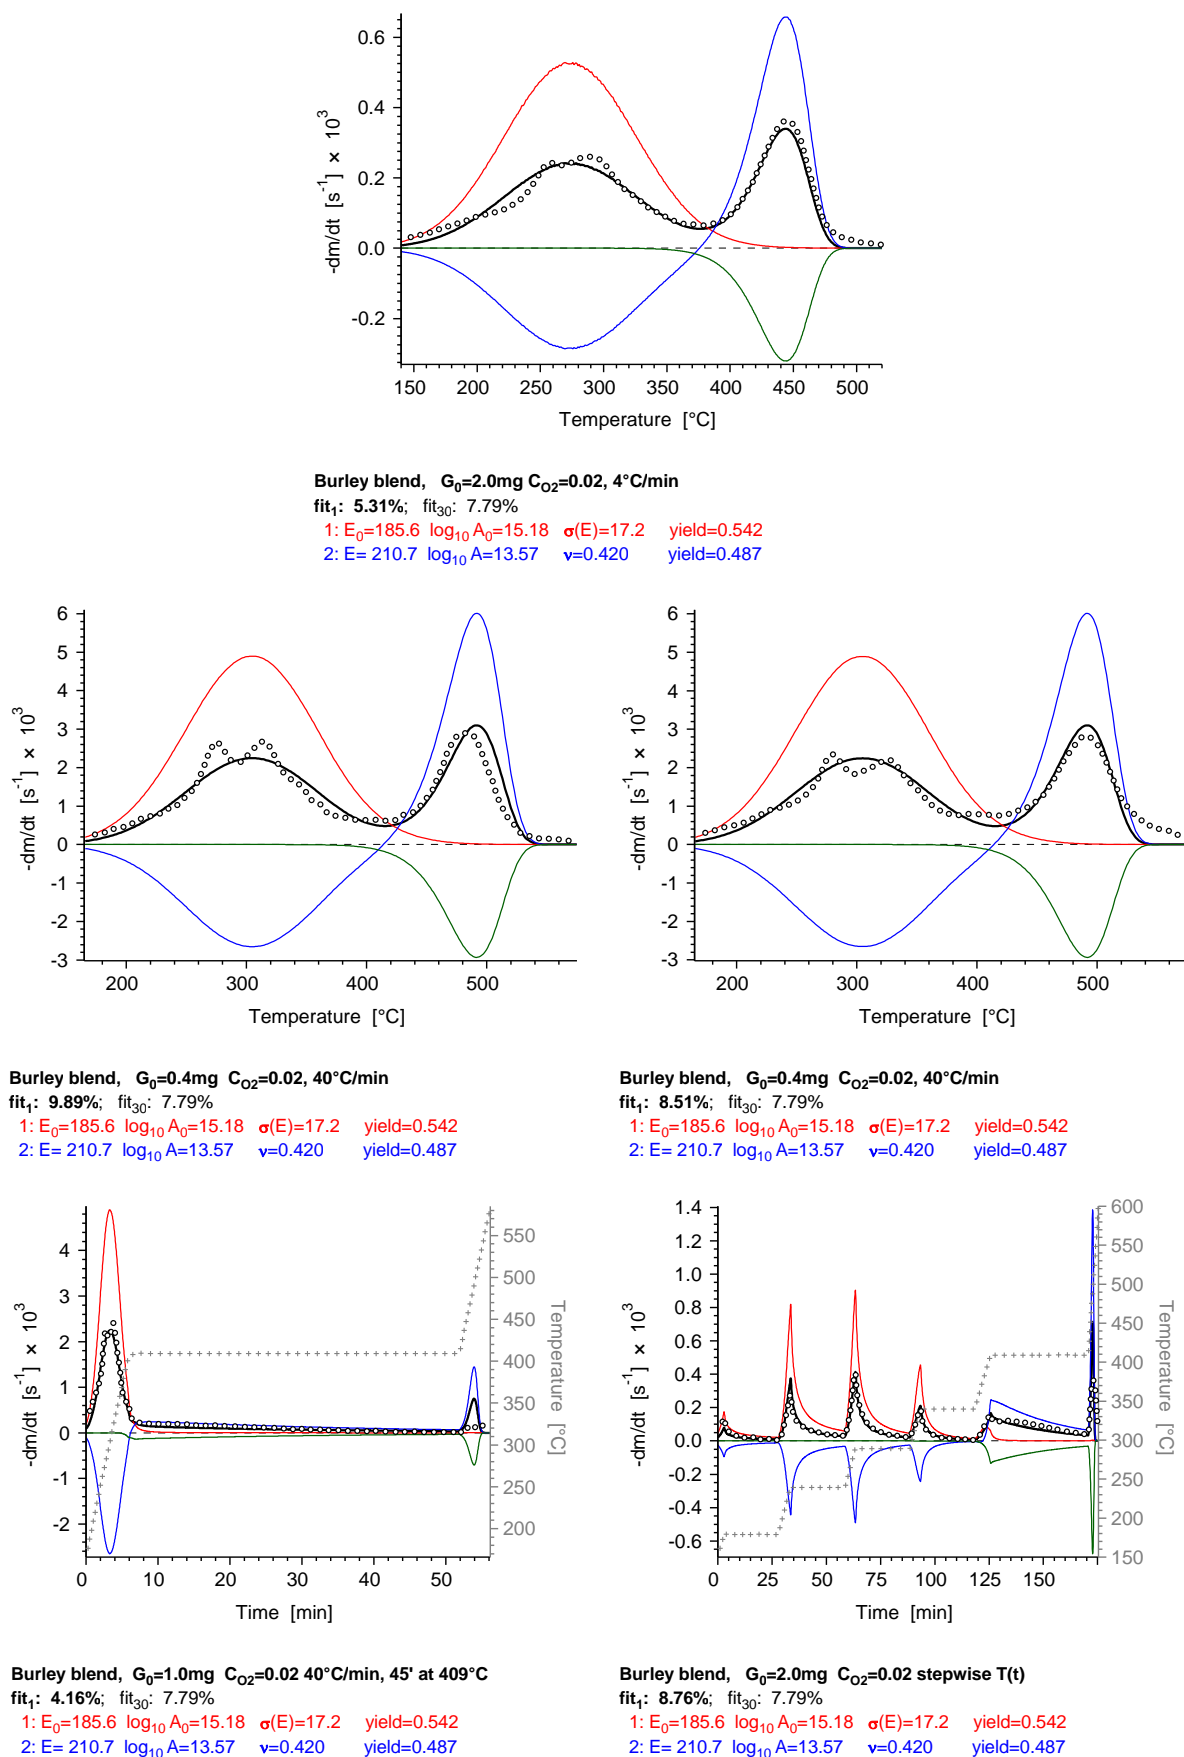 0.6
0.4
0.2
0.0
-0.2
-dm/dt [s⁻¹] × 10³
150 200 250 300 350 400 450 500
Temperature [°C]
Burley blend, G₀=2.0mg C_O2=0.02, 4°C/min
fit₁: 5.31%; fit₃₀: 7.79%
1: E₀=185.6 log₁₀ A₀=15.18 σ(E)=17.2 yield=0.542
2: E= 210.7 log₁₀ A=13.57 ν=0.420 yield=0.487
6
5
4
3
2
1
0
-1
-2
-3
-dm/dt [s⁻¹] × 10³
200 300 400 500
Temperature [°C]
Burley blend, G₀=0.4mg C_O2=0.02, 40°C/min
fit₁: 9.89%; fit₃₀: 7.79%
1: E₀=185.6 log₁₀ A₀=15.18 σ(E)=17.2 yield=0.542
2: E= 210.7 log₁₀ A=13.57 ν=0.420 yield=0.487
6
5
4
3
2
1
0
-1
-2
-3
-dm/dt [s⁻¹] × 10³
200 300 400 500
Temperature [°C]
Burley blend, G₀=0.4mg C_O2=0.02, 40°C/min
fit₁: 8.51%; fit₃₀: 7.79%
1: E₀=185.6 log₁₀ A₀=15.18 σ(E)=17.2 yield=0.542
2: E= 210.7 log₁₀ A=13.57 ν=0.420 yield=0.487
4
3
2
1
0
-1
-2
-dm/dt [s⁻¹] × 10³
550
500
450
400
350
300
250
200
Temperature [°C]
0 10 20 30 40 50
Time [min]
Burley blend, G₀=1.0mg C_O2=0.02 40°C/min, 45' at 409°C
fit₁: 4.16%; fit₃₀: 7.79%
1: E₀=185.6 log₁₀ A₀=15.18 σ(E)=17.2 yield=0.542
2: E= 210.7 log₁₀ A=13.57 ν=0.420 yield=0.487
1.4
1.2
1.0
0.8
0.6
0.4
0.2
0.0
-0.2
-0.4
-0.6
-dm/dt [s⁻¹] × 10³
600
550
500
450
400
350
300
250
200
150
Temperature [°C]
0 25 50 75 100 125 150
Time [min]
Burley blend, G₀=2.0mg C_O2=0.02 stepwise T(t)
fit₁: 8.76%; fit₃₀: 7.79%
1: E₀=185.6 log₁₀ A₀=15.18 σ(E)=17.2 yield=0.542
2: E= 210.7 log₁₀ A=13.57 ν=0.420 yield=0.487